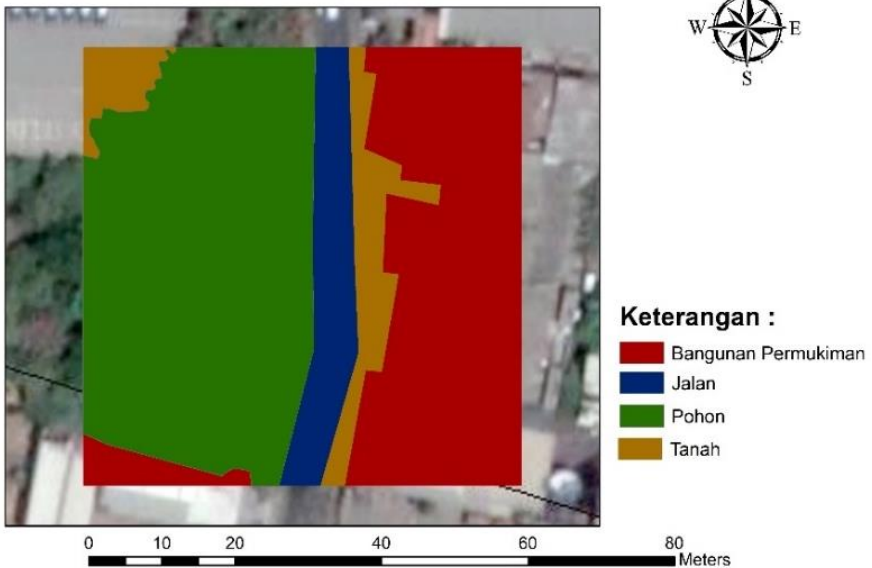 W E
S
Keterangan :
Bangunan Permukiman
Jalan
Pohon
Tanah
0 10 20 40 60 80
Meters